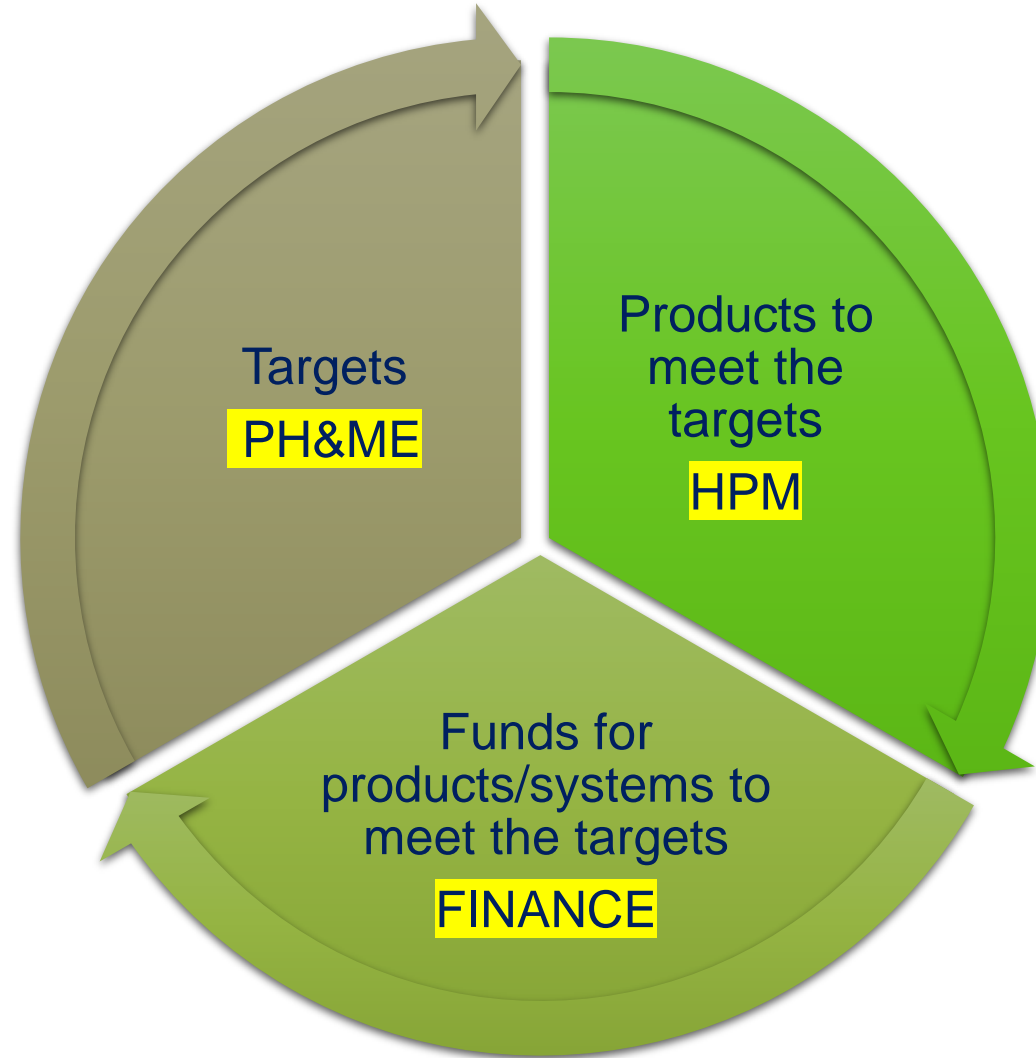 Targets
PH&ME
Products to
meet the
targets
HPM
Funds for
products/systems to
meet the targets
FINANCE